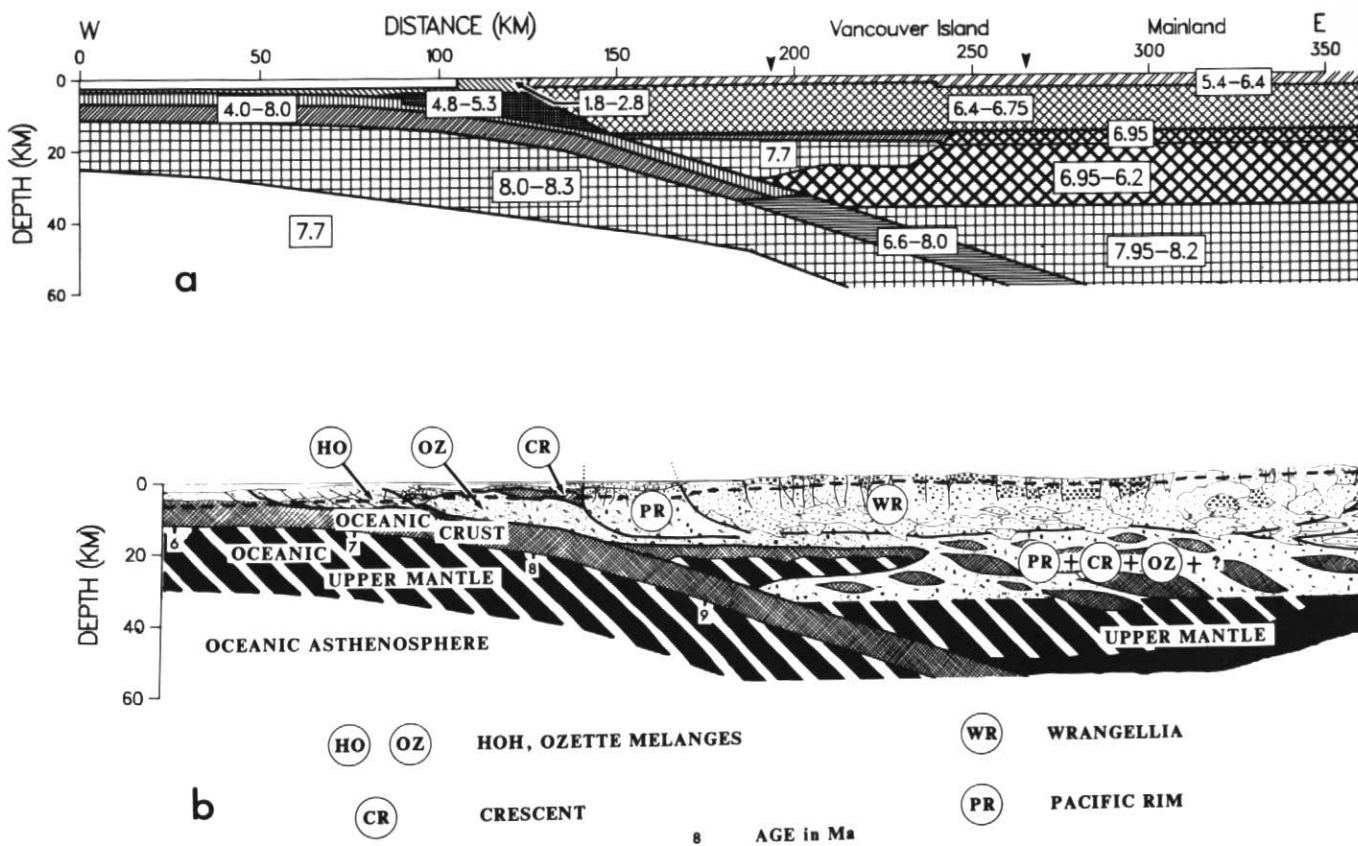 W DISTANCE (KM) Vancouver Island Mainland E
0 50 100 150 200 250 300 350
DEPTH (KM)
0
20
40
60
5.4–6.4
4.0–8.0 4.8–5.3 1.8–2.8 6.4–6.75
6.95
7.7
8.0–8.3 6.95–6.2
7.7 6.6–8.0 7.95–8.2
a
HO OZ CR
DEPTH (KM)
0
20
40
60
PR WR
OCEANIC
CRUST
6 7 8 9
OCEANIC
UPPER MANTLE
PR + CR + OZ + ?
UPPER MANTLE
OCEANIC ASTHENOSPHERE
HO OZ HOH, OZETTE MELANGES
WR WRANGELLIA
b
CR CRESCENT
PR PACIFIC RIM
8 AGE in Ma